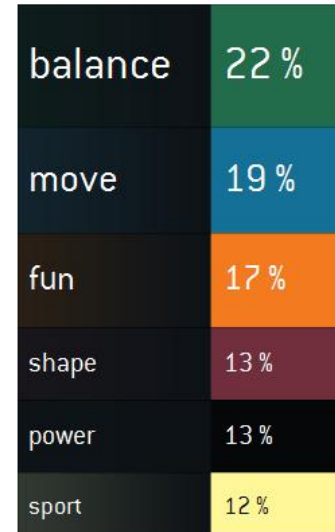 balance 22 %
move 19 %
fun 17 %
shape 13 %
power 13 %
sport 12 %